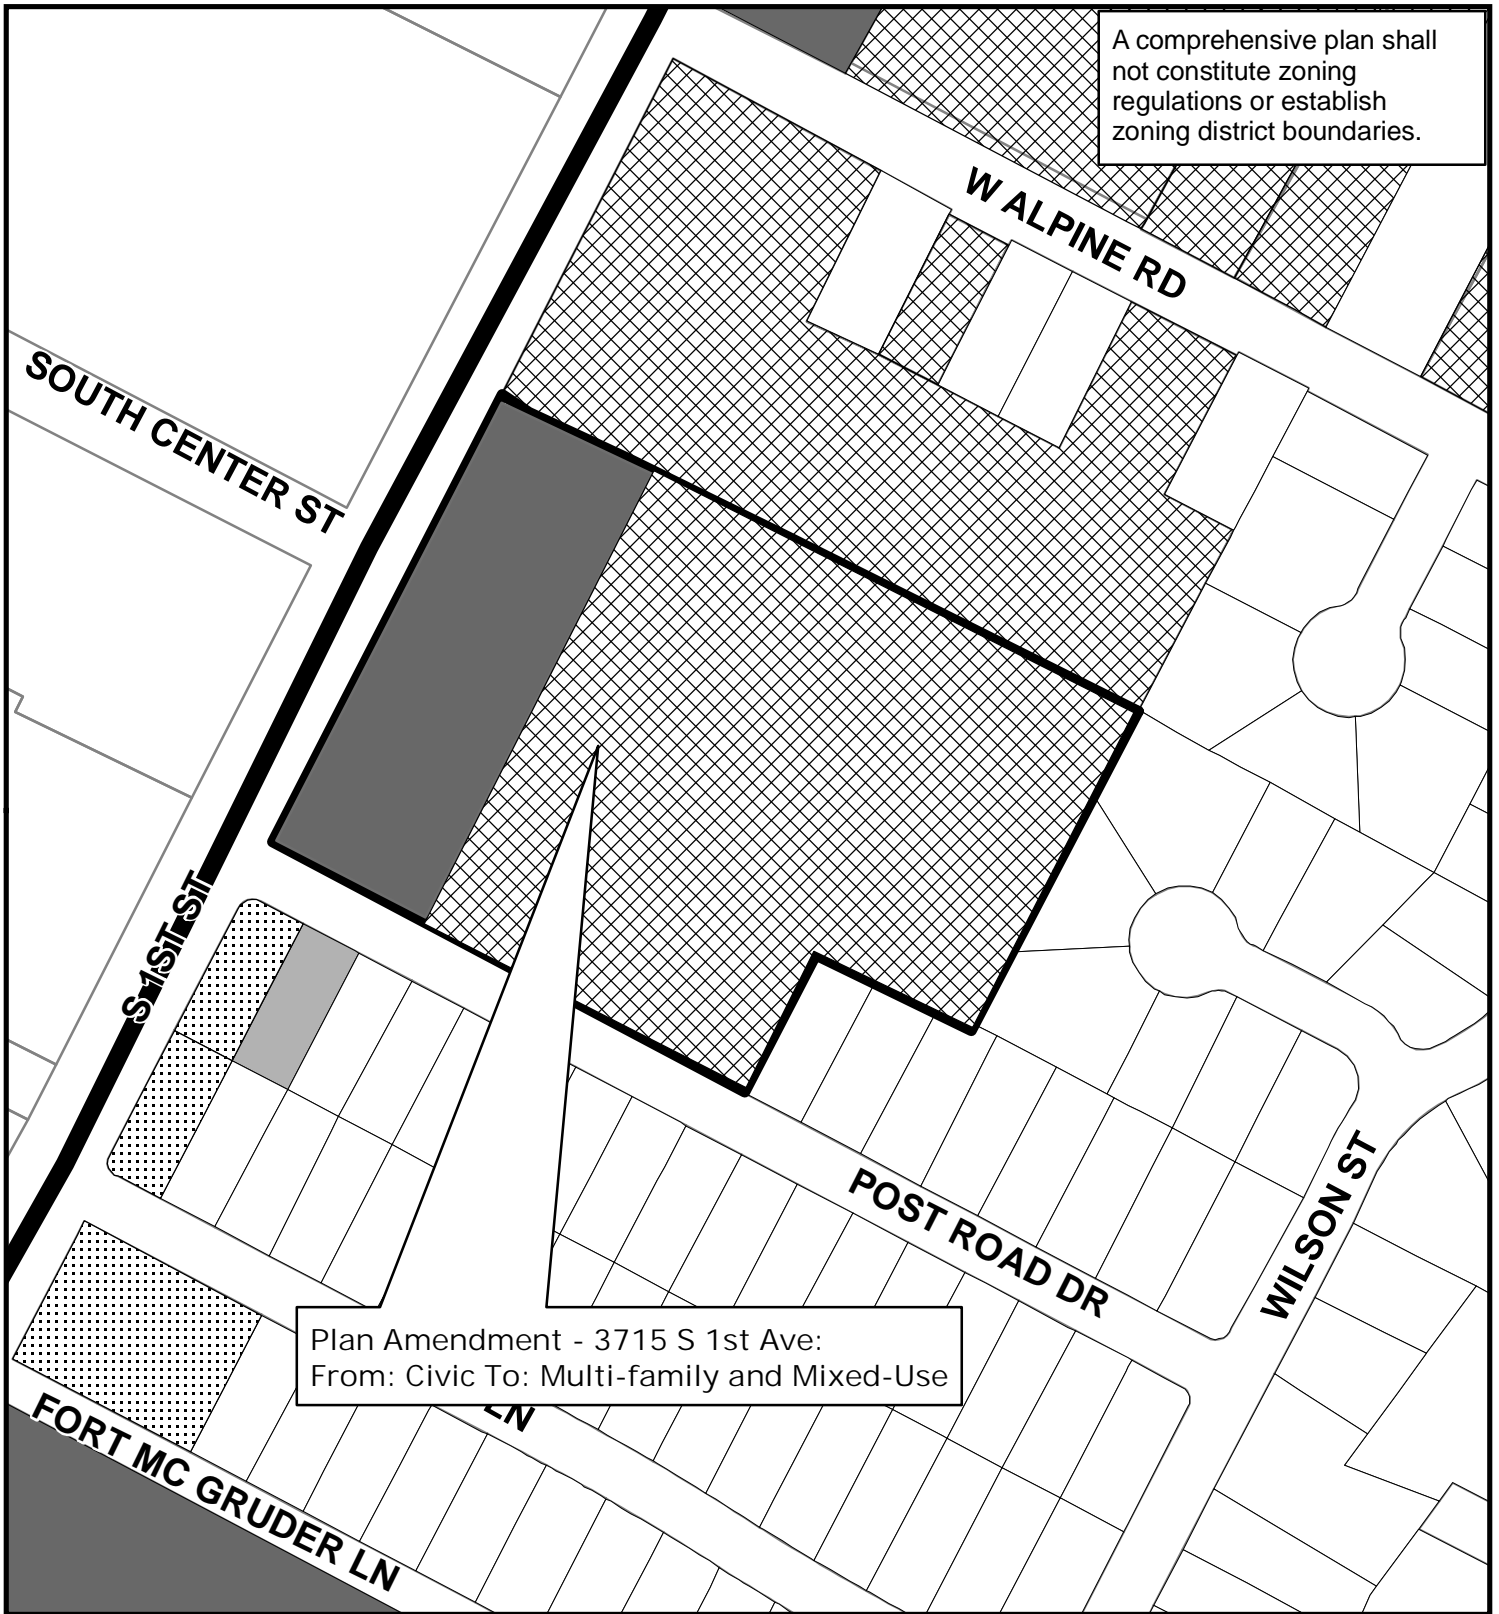 A comprehensive plan shall
not constitute zoning
regulations or establish
zoning district boundaries.
W ALPINE RD
SOUTH CENTER ST
S 1ST ST
POST ROAD DR
WILSON ST
Plan Amendment - 3715 S 1st Ave:
From: Civic To: Multi-family and Mixed-Use
LN
FORT MC GRUDER LN